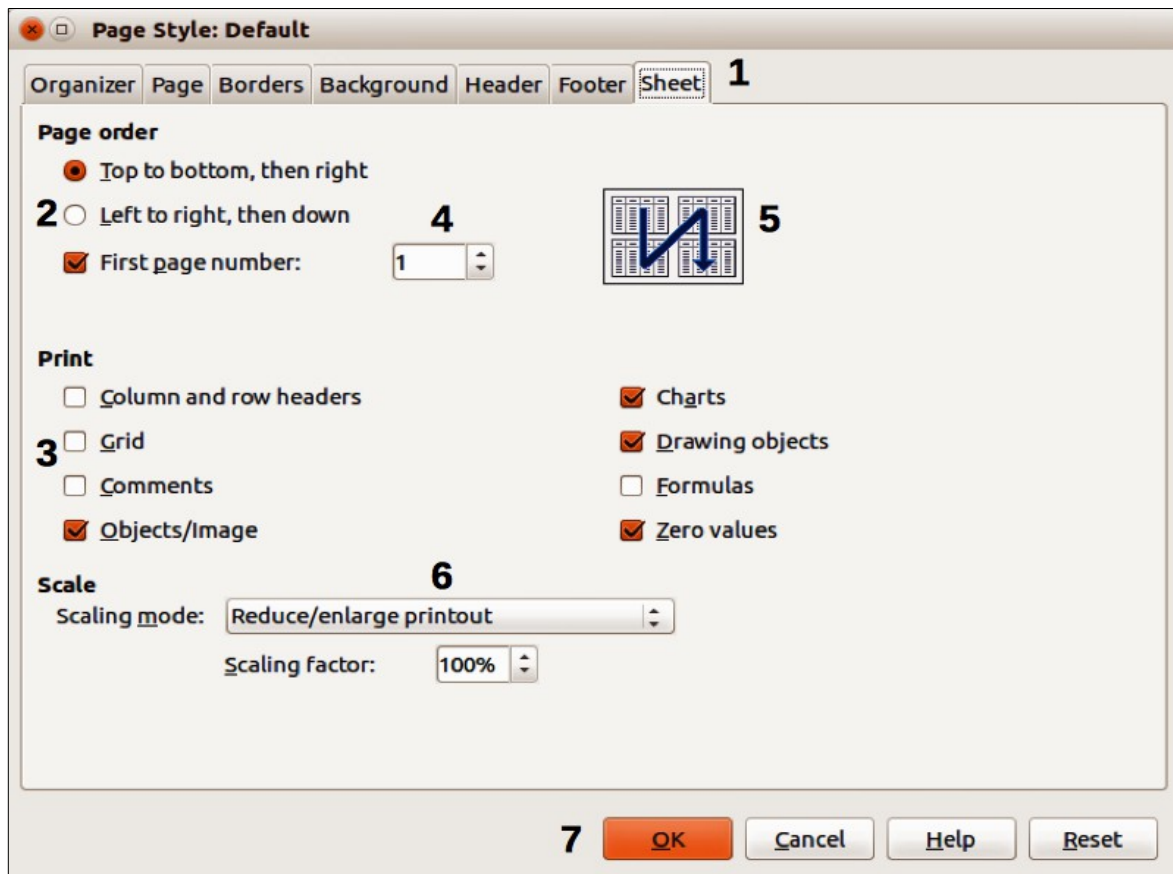 Page Style: Default
Organizer Page Borders Background Header Footer Sheet 1
Page order
Top to bottom, then right
2 Left to right, then down 4 5
First page number: 1
Print
Column and row headers Charts
3 Grid Drawing objects
Comments Formulas
Objects/Image Zero values
Scale 6
Scaling mode: Reduce/enlarge printout
Scaling factor: 100%
7 OK Cancel Help Reset